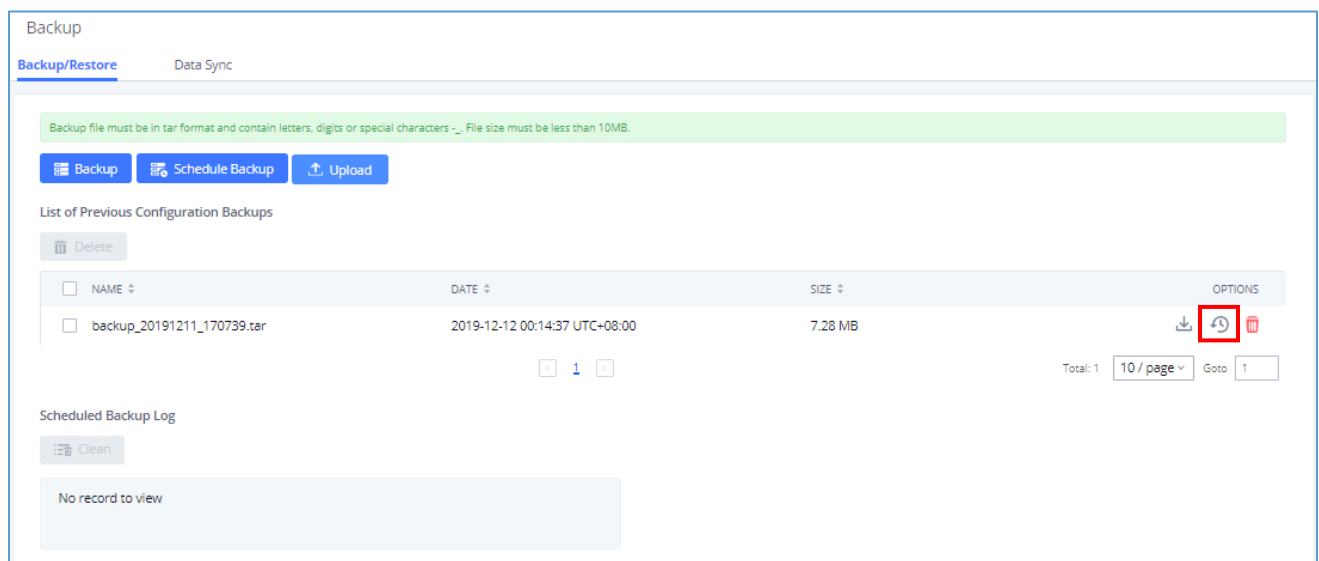 Backup
Backup/Restore Data Sync
Backup file must be in tar format and contain letters, digits or special characters -_. File size must be less than 10MB.
Backup Schedule Backup Upload
List of Previous Configuration Backups
Delete
NAME DATE SIZE OPTIONS
backup_20191211_170739.tar 2019-12-12 00:14:37 UTC+08:00 7.28 MB
< 1 > Total: 1 10 / page Goto 1
Scheduled Backup Log
Clean
No record to view